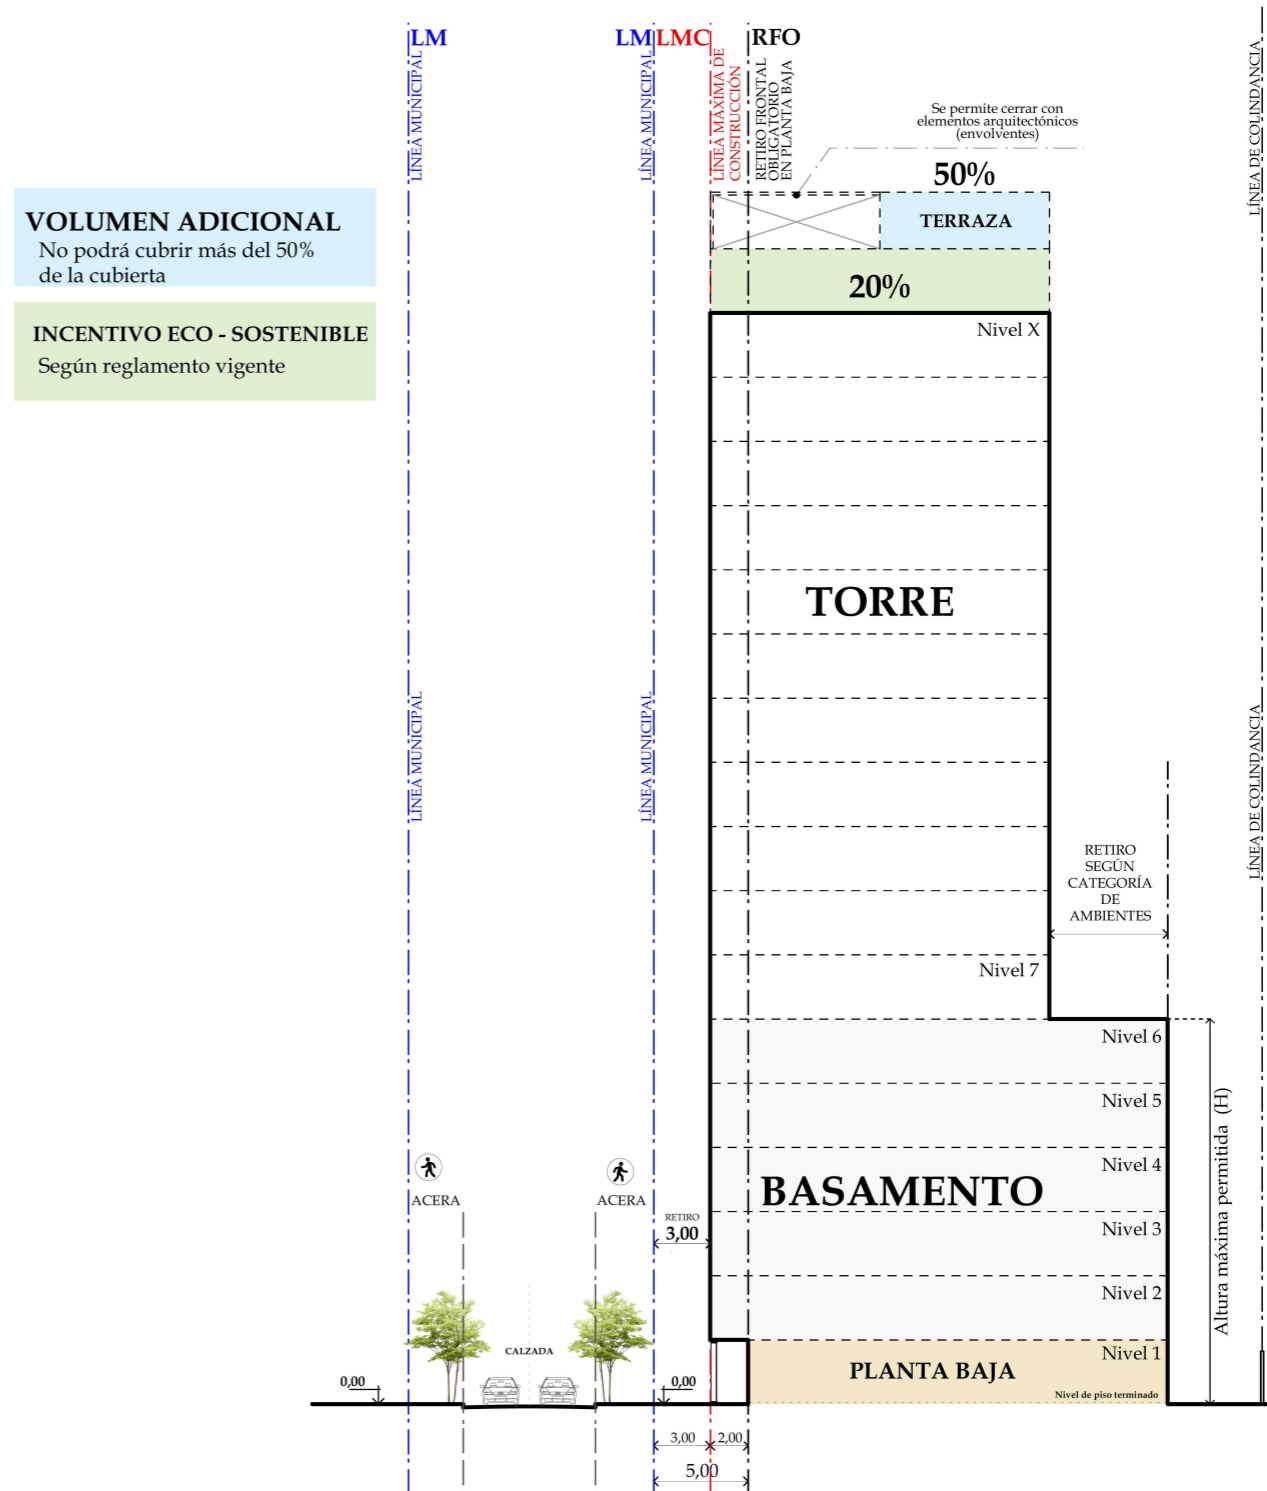 LM
LM
LMC
RFO
LÍNEA MUNICIPAL
LÍNEA MUNICIPAL
LÍNEA MÁXIMA DE
CONSTRUCCIÓN
RETIRO FRONTAL
OBLIGATORIO
EN PLANTA BAJA
LÍNEA DE COLINDANCIA
Se permite cerrar con
elementos arquitectónicos
(envolventes)
50%
TERRAZA
VOLUMEN ADICIONAL
No podrá cubrir más del 50%
de la cubierta
20%
INCENTIVO ECO - SOSTENIBLE
Según reglamento vigente
Nivel X
TORRE
LÍNEA MUNICIPAL
LÍNEA MUNICIPAL
LÍNEA DE COLINDANCIA
RETIRO
SEGÚN
CATEGORÍA
DE
AMBIENTES
Nivel 7
Nivel 6
Nivel 5
Nivel 4
BASAMENTO
Nivel 3
Nivel 2
Altura máxima permitida (H)
ACERA
ACERA
RETIRO
3,00
CALZADA
Nivel 1
PLANTA BAJA
Nivel de piso terminado
0,00
0,00
3,00
2,00
5,00